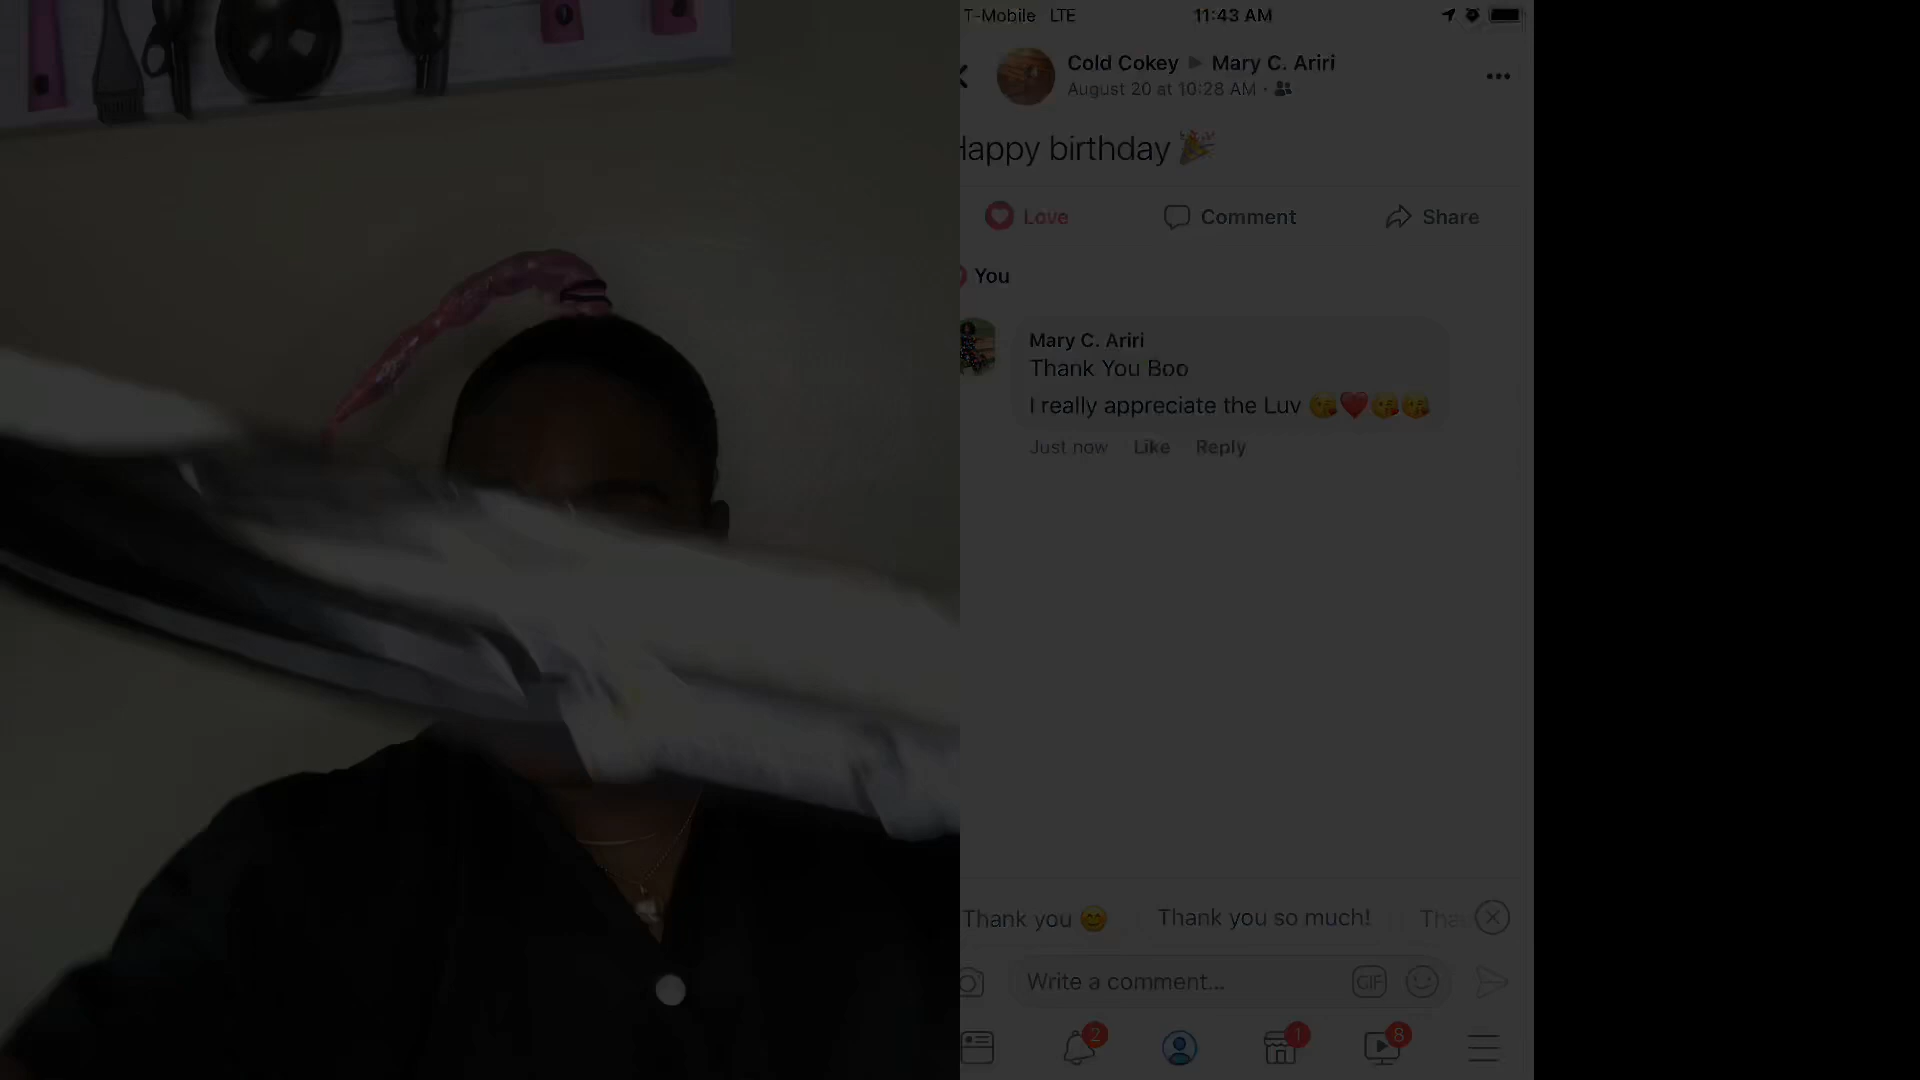 T-Mobile LTE 11:43 AM
Cold Cokey ▶ Mary C. Ariri
August 20 at 10:28 AM ·
Happy birthday 🎉
Love Comment Share
You
Mary C. Ariri
Thank You Boo
I really appreciate the Luv 😘❤️😘😘
Just now Like Reply
Thank you 😊 Thank you so much! Tha
Write a comment... GIF
2 1 8